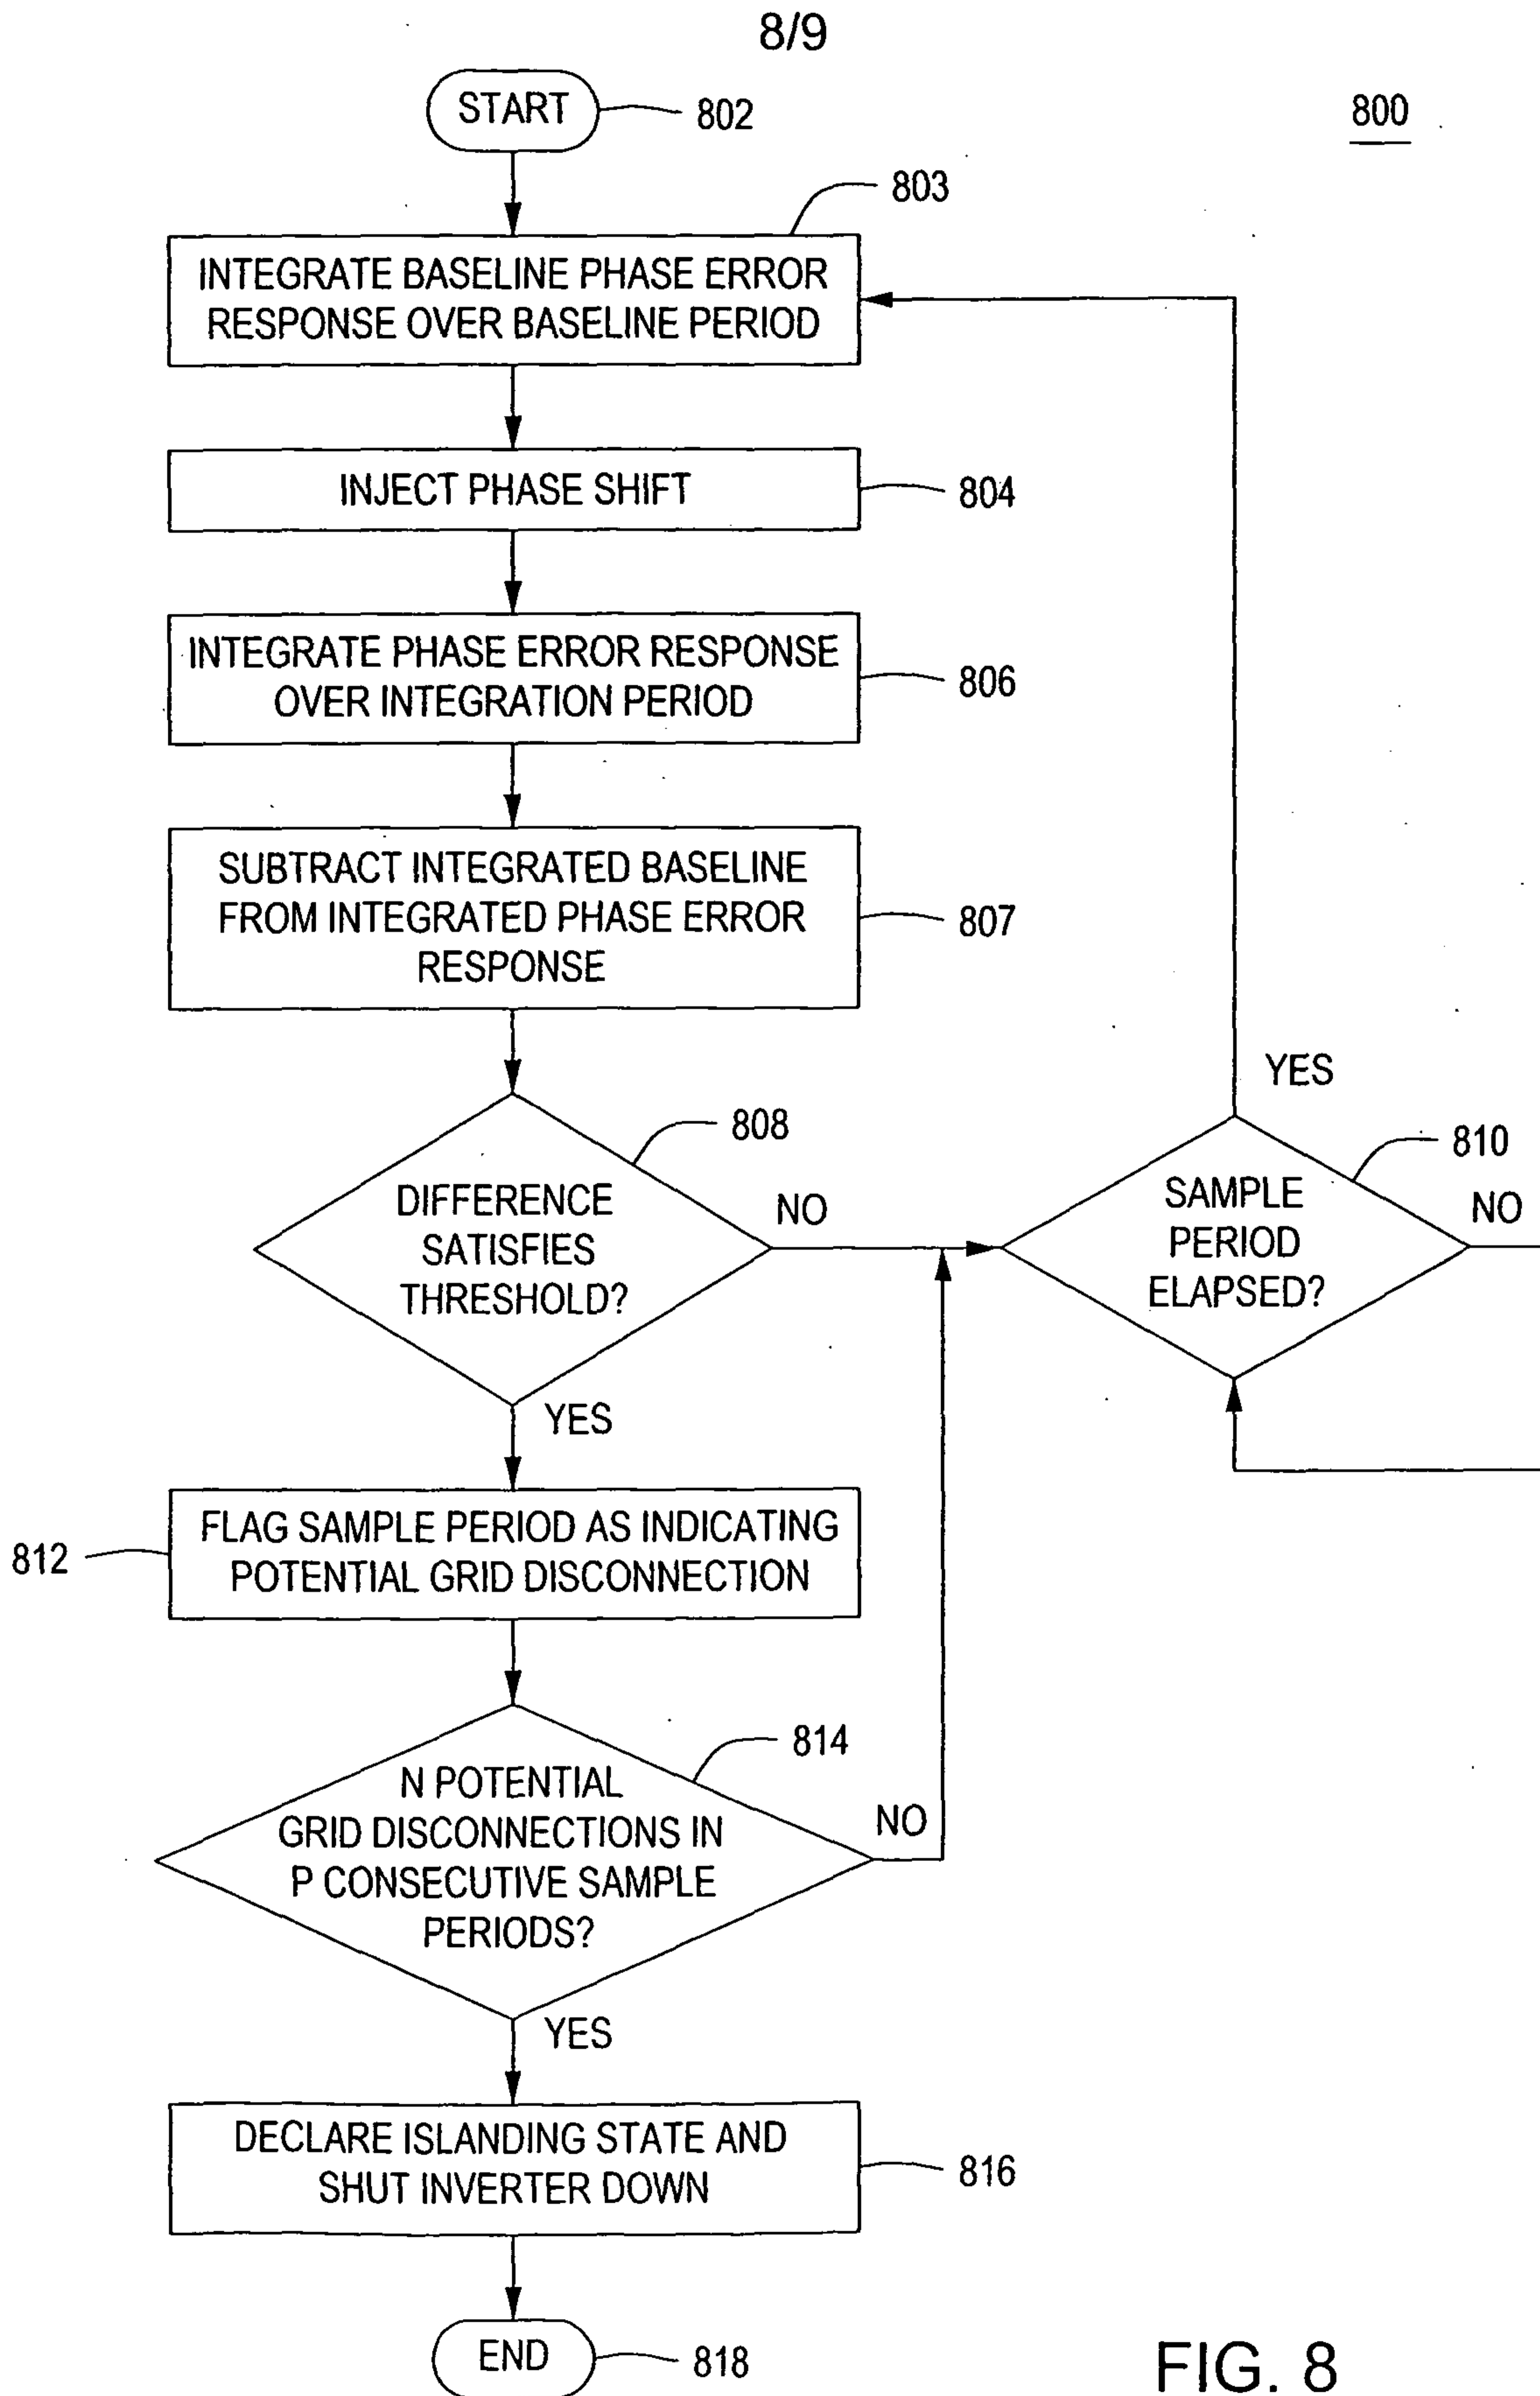 8/9
START
802
800
803
INTEGRATE BASELINE PHASE ERROR
RESPONSE OVER BASELINE PERIOD
INJECT PHASE SHIFT
804
INTEGRATE PHASE ERROR RESPONSE
OVER INTEGRATION PERIOD
806
SUBTRACT INTEGRATED BASELINE
FROM INTEGRATED PHASE ERROR
RESPONSE
807
808
DIFFERENCE
SATISFIES
THRESHOLD?
NO
YES
YES
810
SAMPLE
PERIOD
ELAPSED?
NO
812
FLAG SAMPLE PERIOD AS INDICATING
POTENTIAL GRID DISCONNECTION
814
N POTENTIAL
GRID DISCONNECTIONS IN
P CONSECUTIVE SAMPLE
PERIODS?
NO
YES
DECLARE ISLANDING STATE AND
SHUT INVERTER DOWN
816
END
818
FIG. 8